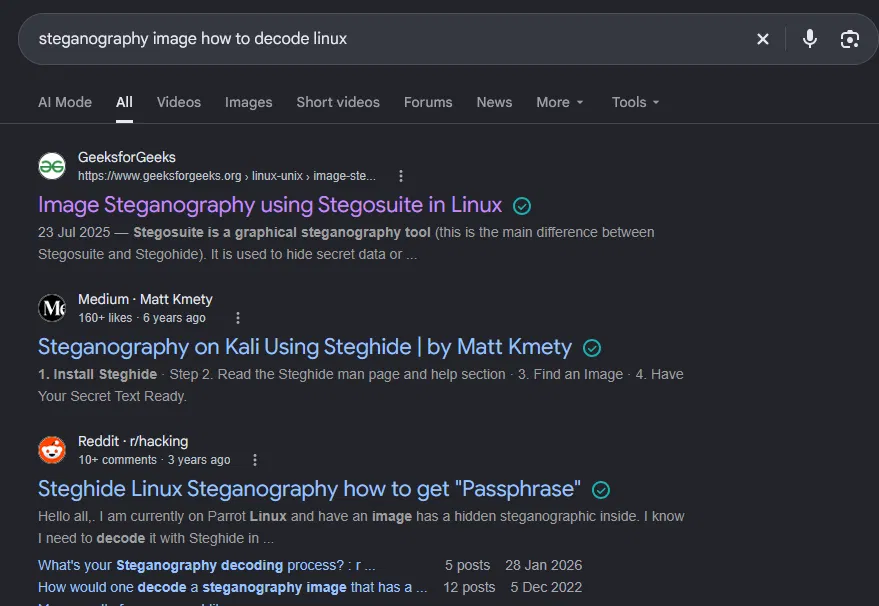 steganography image how to decode linux
AI Mode All Videos Images Short videos Forums News More Tools
GeeksforGeeks
https://www.geeksforgeeks.org › linux-unix › image-ste...
Image Steganography using Stegosuite in Linux
23 Jul 2025 — Stegosuite is a graphical steganography tool (this is the main difference between
Stegosuite and Stegohide). It is used to hide secret data or ...
Medium · Matt Kmety
160+ likes · 6 years ago
Steganography on Kali Using Steghide | by Matt Kmety
1. Install Steghide · Step 2. Read the Steghide man page and help section · 3. Find an Image · 4. Have
Your Secret Text Ready.
Reddit · r/hacking
10+ comments · 3 years ago
Steghide Linux Steganography how to get "Passphrase"
Hello all,. I am currently on Parrot Linux and have an image has a hidden steganographic inside. I know
I need to decode it with Steghide in ...
What's your Steganography decoding process? : r ... 5 posts 28 Jan 2026
How would one decode a steganography image that has a ... 12 posts 5 Dec 2022